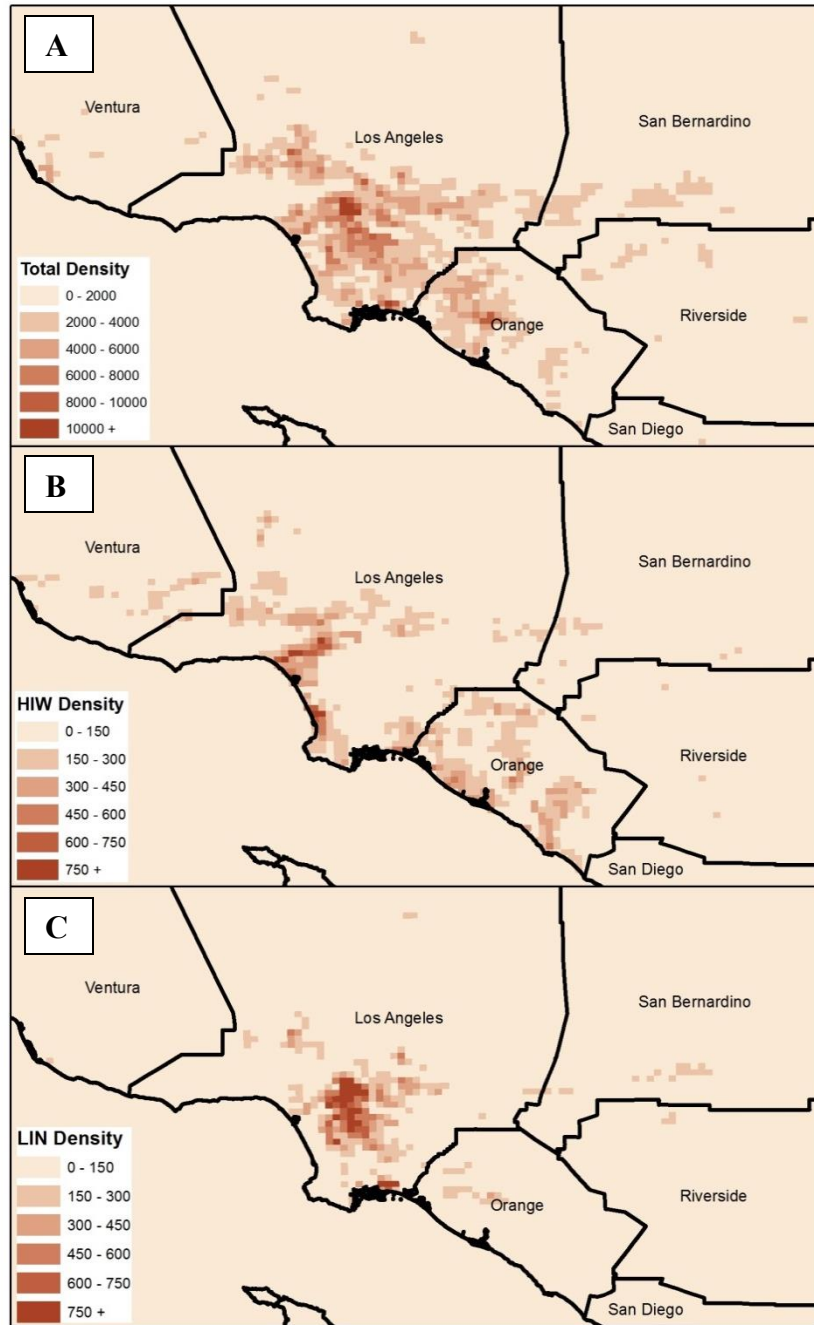 A
Ventura
Los Angeles
San Bernardino
Total Density
0 - 2000
2000 - 4000
4000 - 6000
6000 - 8000
8000 - 10000
10000 +
Orange
Riverside
San Diego
B
Ventura
Los Angeles
San Bernardino
HIW Density
0 - 150
150 - 300
300 - 450
450 - 600
600 - 750
750 +
Orange
Riverside
San Diego
C
Ventura
Los Angeles
San Bernardino
LIN Density
0 - 150
150 - 300
300 - 450
450 - 600
600 - 750
750 +
Orange
Riverside
San Diego